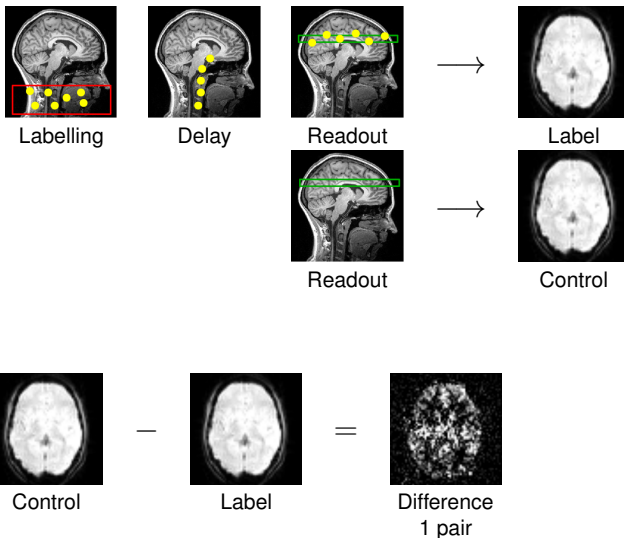 Labelling
Delay
Readout
Label
Readout
Control
Control
−
Label
=
Difference
1 pair